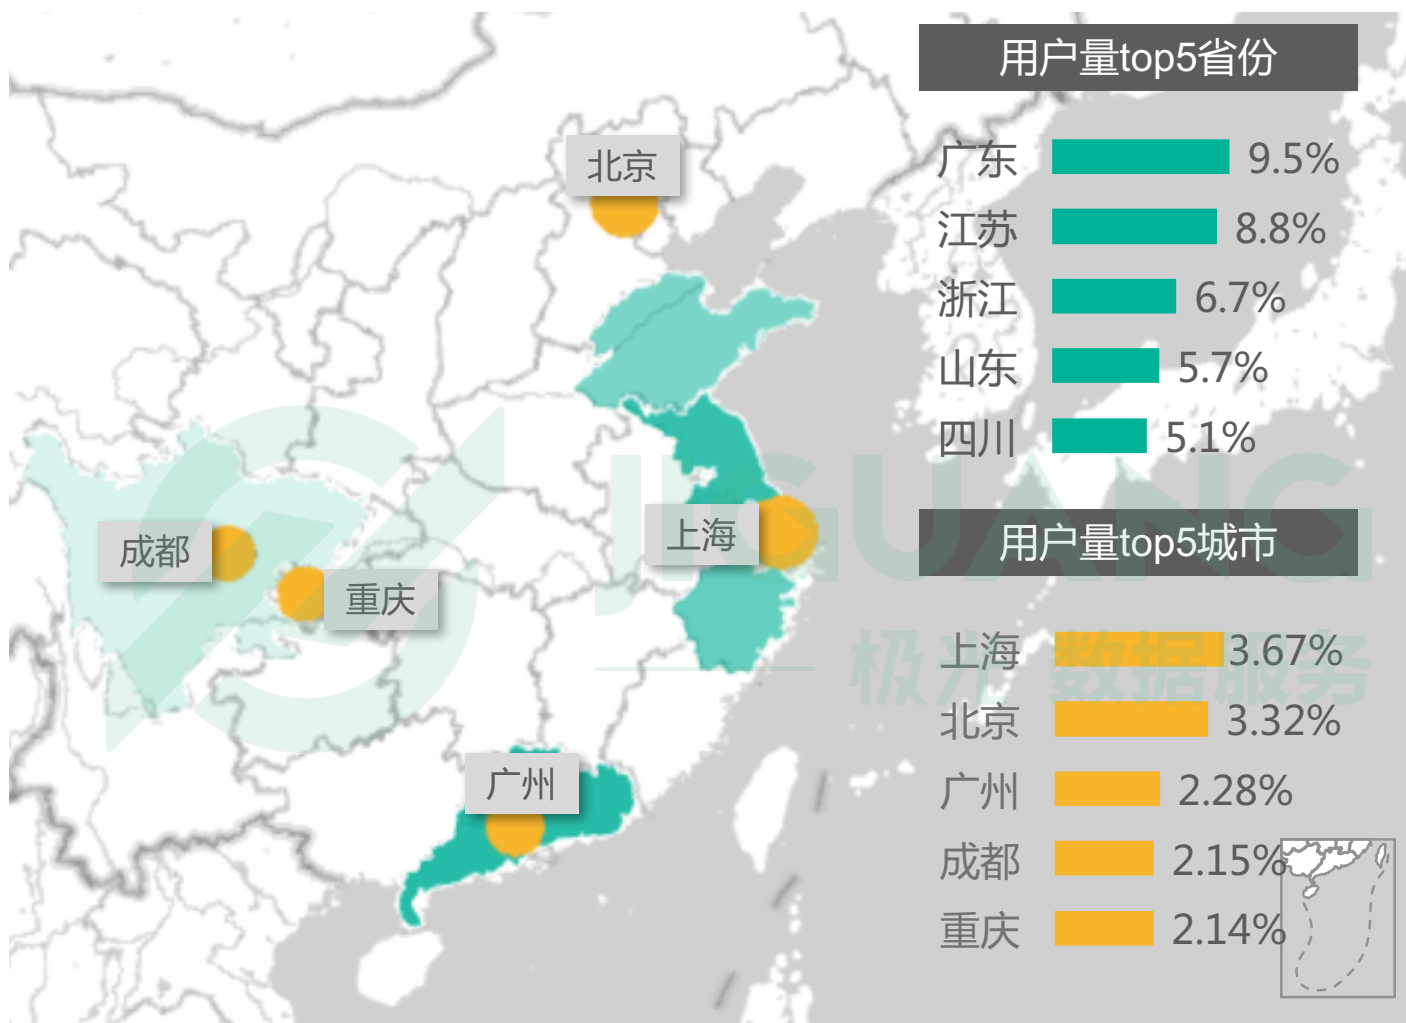 用户量top5省份
广东 9.5%
江苏 8.8%
浙江 6.7%
山东 5.7%
四川 5.1%
用户量top5城市
上海 3.67%
北京 3.32%
广州 2.28%
成都 2.15%
重庆 2.14%
北京
上海
成都
重庆
广州
JIGUANG
极光 数据服务